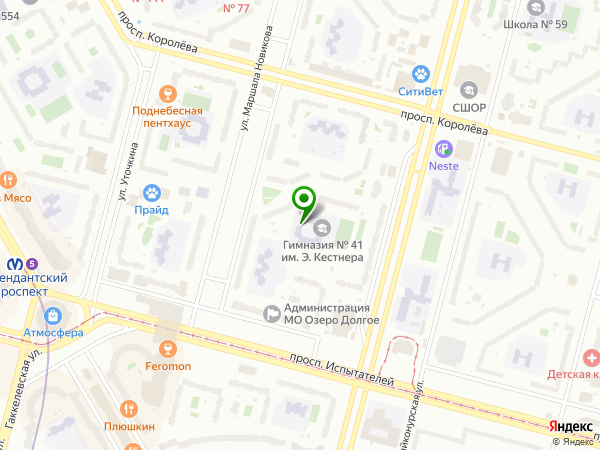 554
№ 77
Школа № 59
просп. Королёва
ул. Маршала Новикова
СитиВет
СШОР
Поднебесная
пентхаус
просп. Королёва
Neste
ул. Уточкина
Мясо
Прайд
Гимназия № 41
им. Э. Кестнера
5
ендантский
роспект
Администрация
МО Озеро Долгое
Атмосфера
Гаккелевская ул.
Feromon
просп. Испытателей
Детская к
айконурская ул.
Плюшкин
Яндекс
© Яндекс